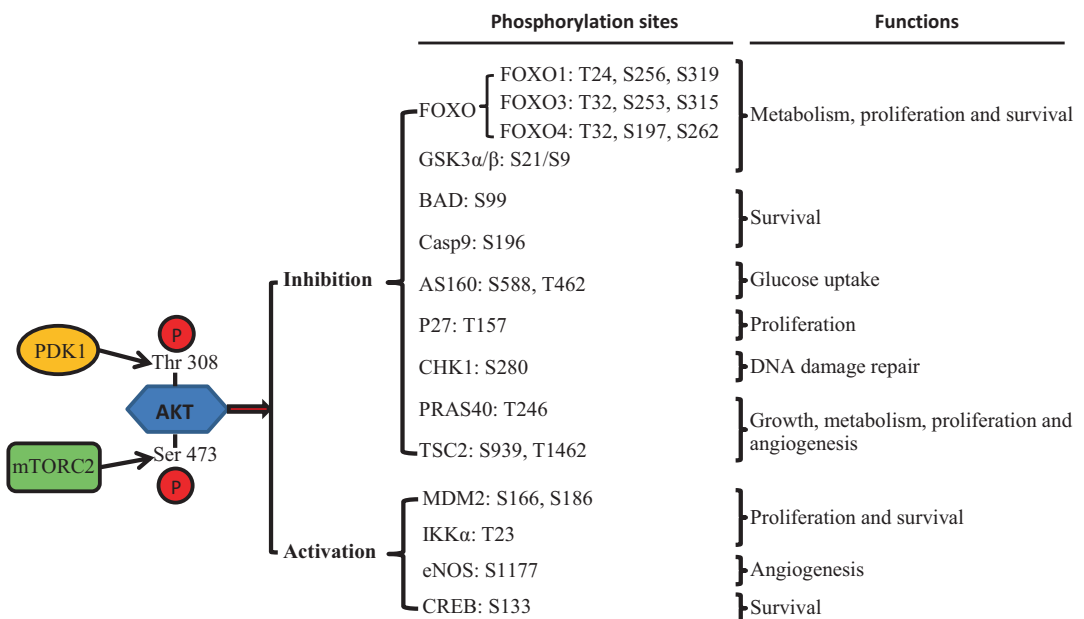 Phosphorylation sites
Functions
FOXO
FOXO1: T24, S256, S319
FOXO3: T32, S253, S315
FOXO4: T32, S197, S262
GSK3α/β: S21/S9
Metabolism, proliferation and survival
BAD: S99
Casp9: S196
Survival
Inhibition
AS160: S588, T462
Glucose uptake
P27: T157
Proliferation
CHK1: S280
DNA damage repair
PRAS40: T246
TSC2: S939, T1462
Growth, metabolism, proliferation and
angiogenesis
PDK1
P
Thr 308
AKT
Ser 473
P
mTORC2
Activation
MDM2: S166, S186
IKKα: T23
Proliferation and survival
eNOS: S1177
Angiogenesis
CREB: S133
Survival